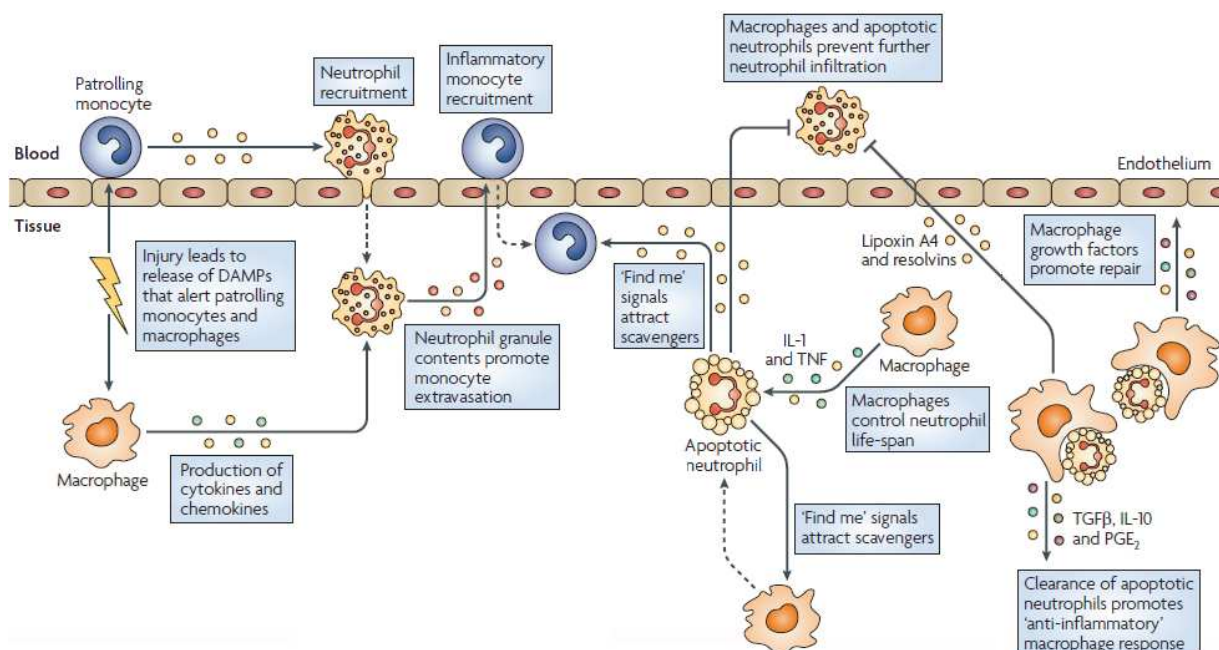 Patrolling
monocyte
Neutrophil
recruitment
Inflammatory
monocyte
recruitment
Macrophages and apoptotic
neutrophils prevent further
neutrophil infiltration
Blood
Tissue
Endothelium
Injury leads to
release of DAMPs
that alert patrolling
monocytes and
macrophages
Macrophage
Production of
cytokines and
chemokines
Neutrophil granule
contents promote
monocyte
extravasation
'Find me'
signals
attract
scavengers
Lipoxin A4
and resolvins
Macrophage
growth factors
promote repair
IL-1
and TNF
Macrophage
Macrophages
control neutrophil
life-span
Apoptotic
neutrophil
'Find me' signals
attract scavengers
TGFβ, IL-10
and PGE₂
Clearance of apoptotic
neutrophils promotes
'anti-inflammatory'
macrophage response